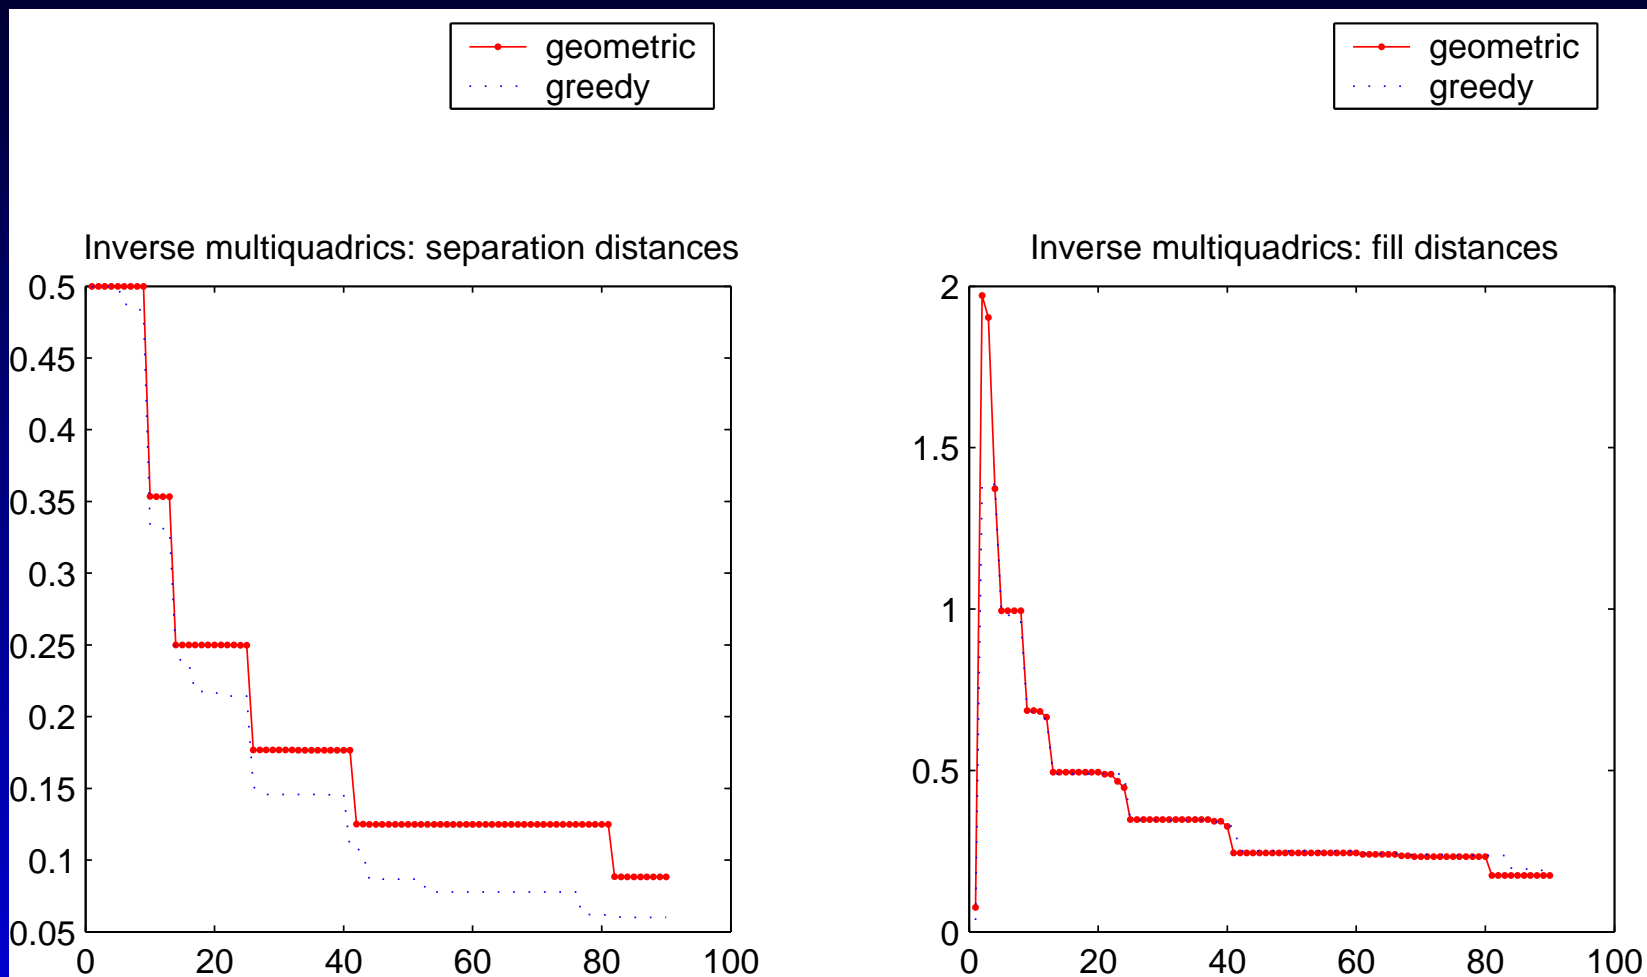 geometric
greedy
geometric
greedy
Inverse multiquadrics: separation distances
0.5
0.45
0.4
0.35
0.3
0.25
0.2
0.15
0.1
0.05
0 20 40 60 80 100
Inverse multiquadrics: fill distances
2
1.5
1
0.5
0
0 20 40 60 80 100